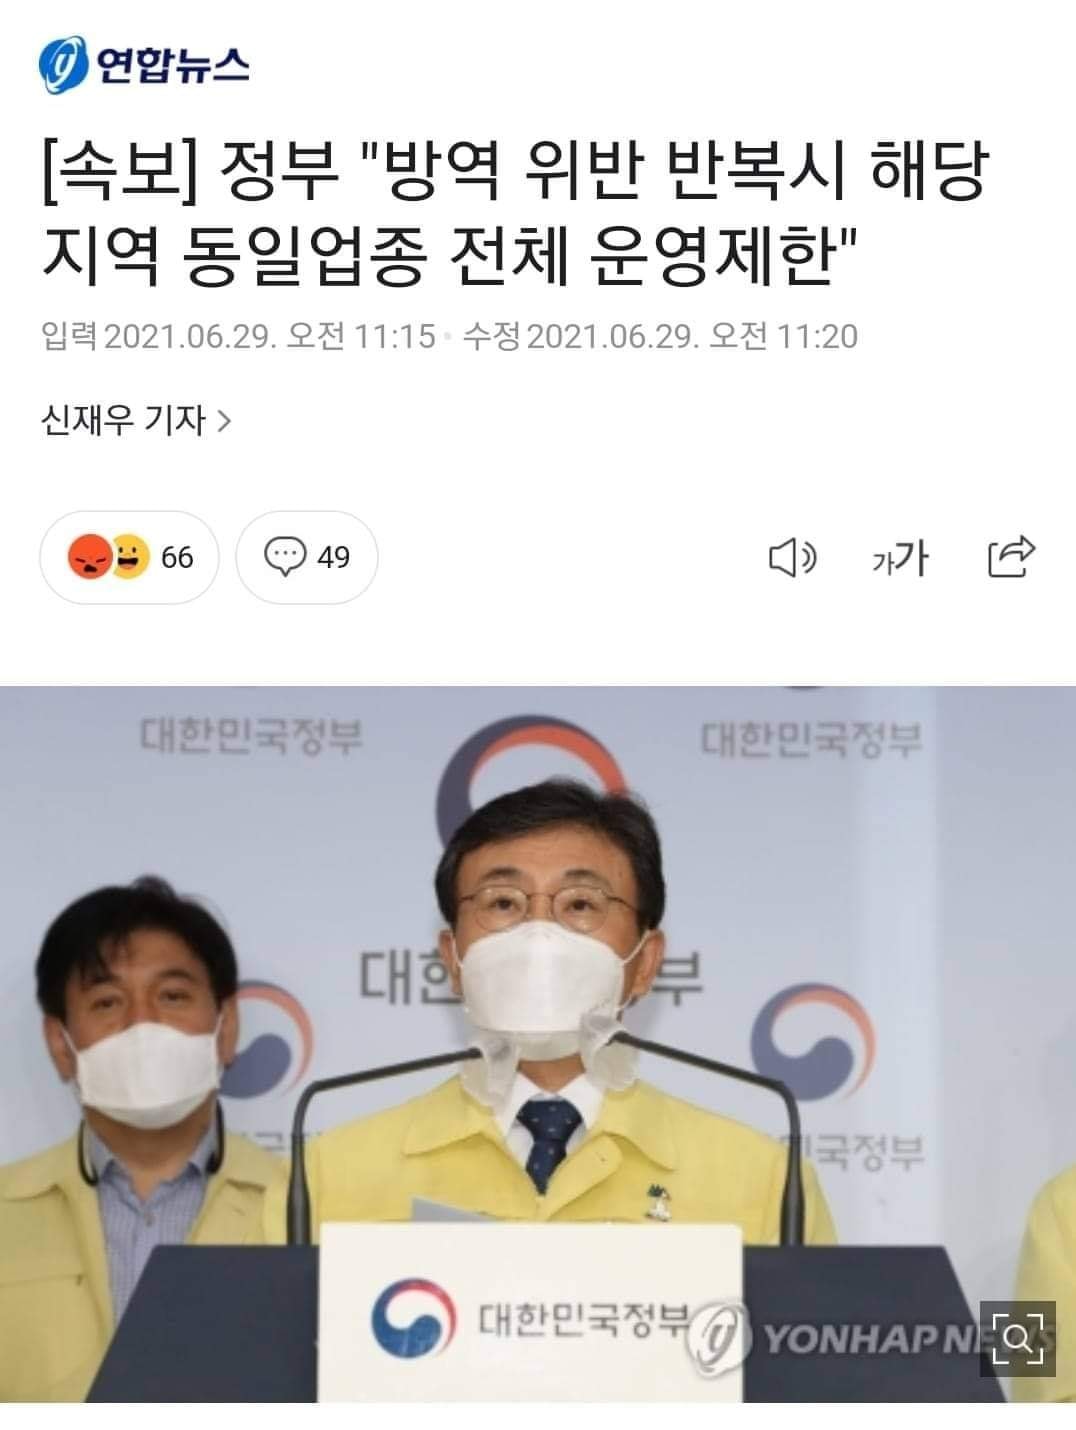 연합뉴스
[속보] 정부 "방역 위반 반복시 해당
지역 동일업종 전체 운영제한"
입력 2021.06.29. 오전 11:15 · 수정 2021.06.29. 오전 11:20
신재우 기자 >
66 49 가가
대한민국정부 대한민국정부
대한 부
국정부
대한민국정부
YONHAP NEWS